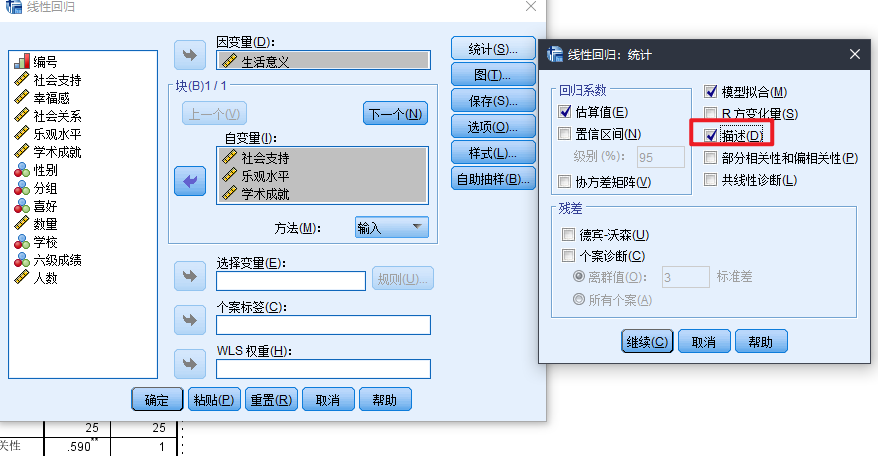 线性回归
因变量(D):
生活意义
块(B)1 / 1
上一个(V)
下一个(N)
自变量(I):
社会支持
乐观水平
学术成就
方法(M):
输入
选择变量(E):
规则(U)...
个案标签(C):
WLS 权重(H):
编号
社会支持
幸福感
社会关系
乐观水平
学术成就
性别
分组
喜好
数量
学校
六级成绩
人数
统计(S)...
图(T)...
保存(S)...
选项(O)...
样式(L)...
自助抽样(B)...
确定
粘贴(P)
重置(R)
取消
帮助
线性回归：统计
回归系数
估算值(E)
置信区间(N)
级别 (%):
95
协方差矩阵(V)
模型拟合(M)
R 方变化量(S)
描述(D)
部分相关性和偏相关性(P)
共线性诊断(L)
残差
德宾-沃森(U)
个案诊断(C)
离群值(O):
3
标准差
所有个案(A)
继续(C)
取消
帮助
25
25
关性
.590**
1